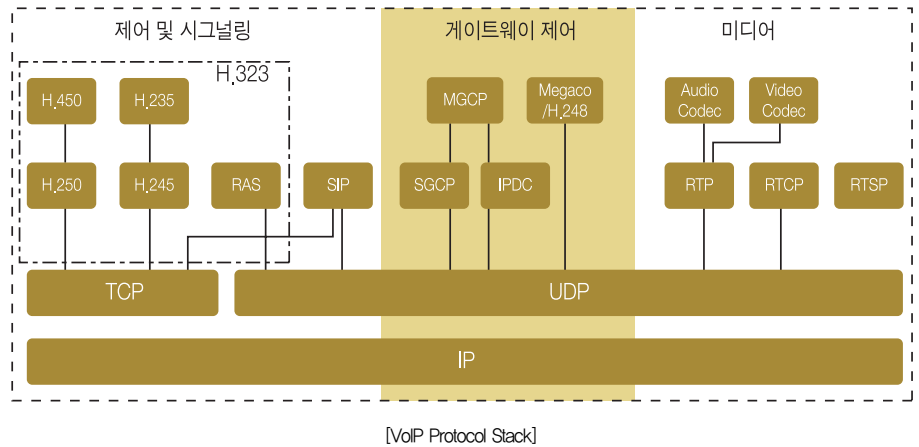 제어 및 시그널링
게이트웨이 제어
미디어
H.323
H.450
H.235
MGCP
Megaco
/H.248
Audio
Codec
Video
Codec
H.250
H.245
RAS
SIP
SGCP
IPDC
RTP
RTCP
RTSP
TCP
UDP
IP
[VoIP Protocol Stack]